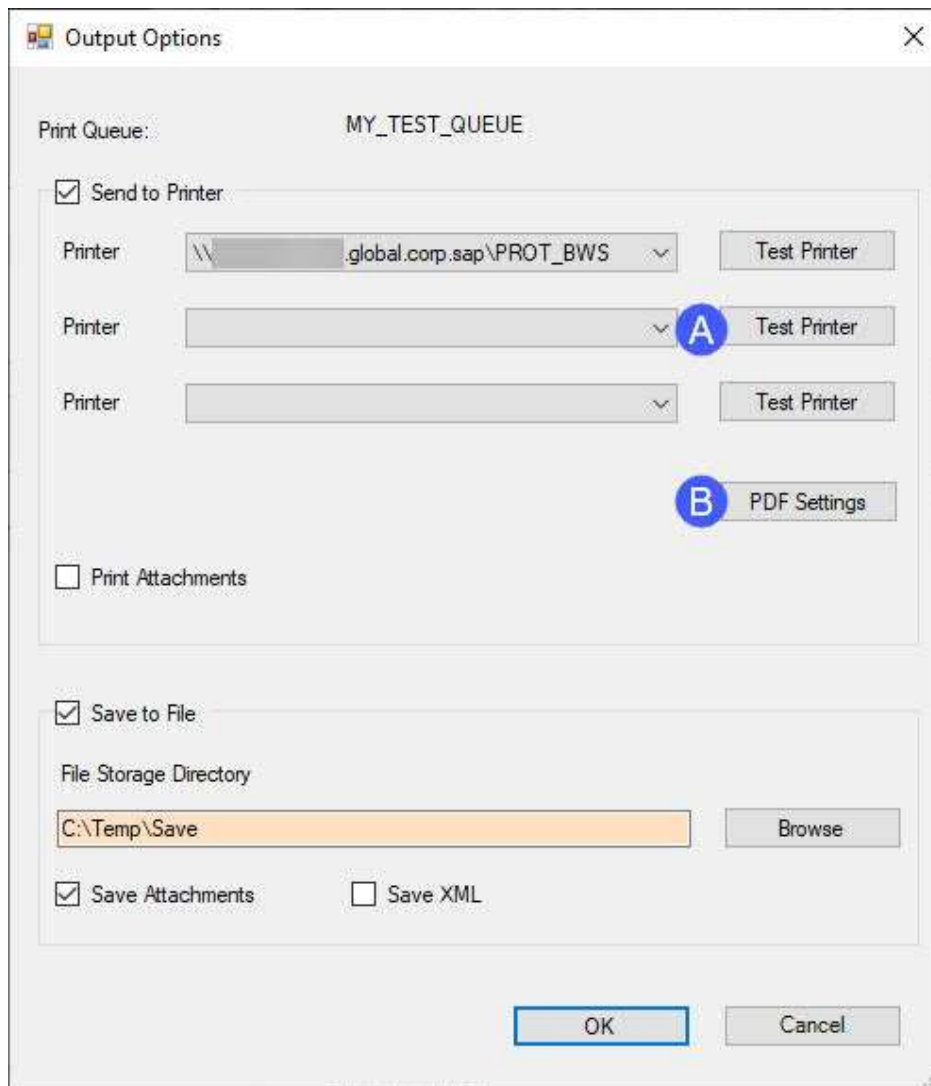 Output Options
Print Queue: MY_TEST_QUEUE
Send to Printer
Printer \\ .global.corp.sap\PROT_BWS Test Printer
Printer A Test Printer
Printer Test Printer
B PDF Settings
Print Attachments
Save to File
File Storage Directory
C:\Temp\Save Browse
Save Attachments Save XML
OK Cancel